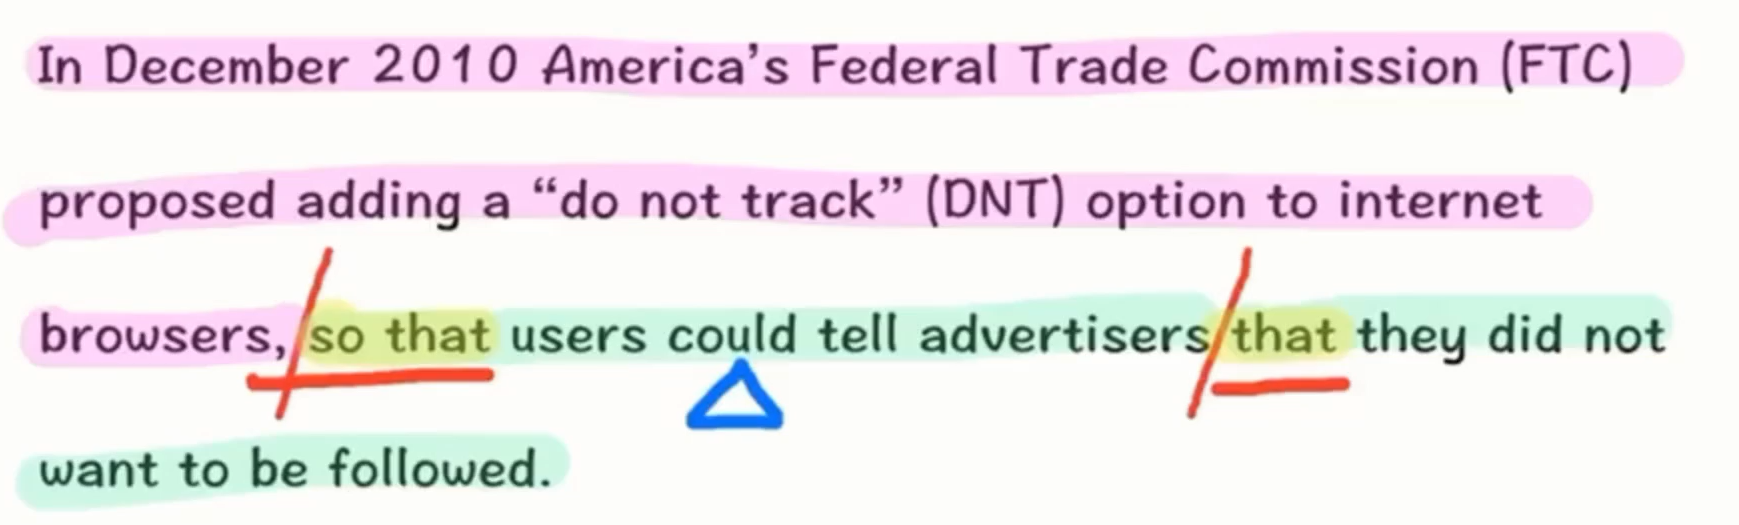 In December 2010 America's Federal Trade Commission (FTC)
proposed adding a “do not track” (DNT) option to internet
browsers, so that users could tell advertisers that they did not
want to be followed.